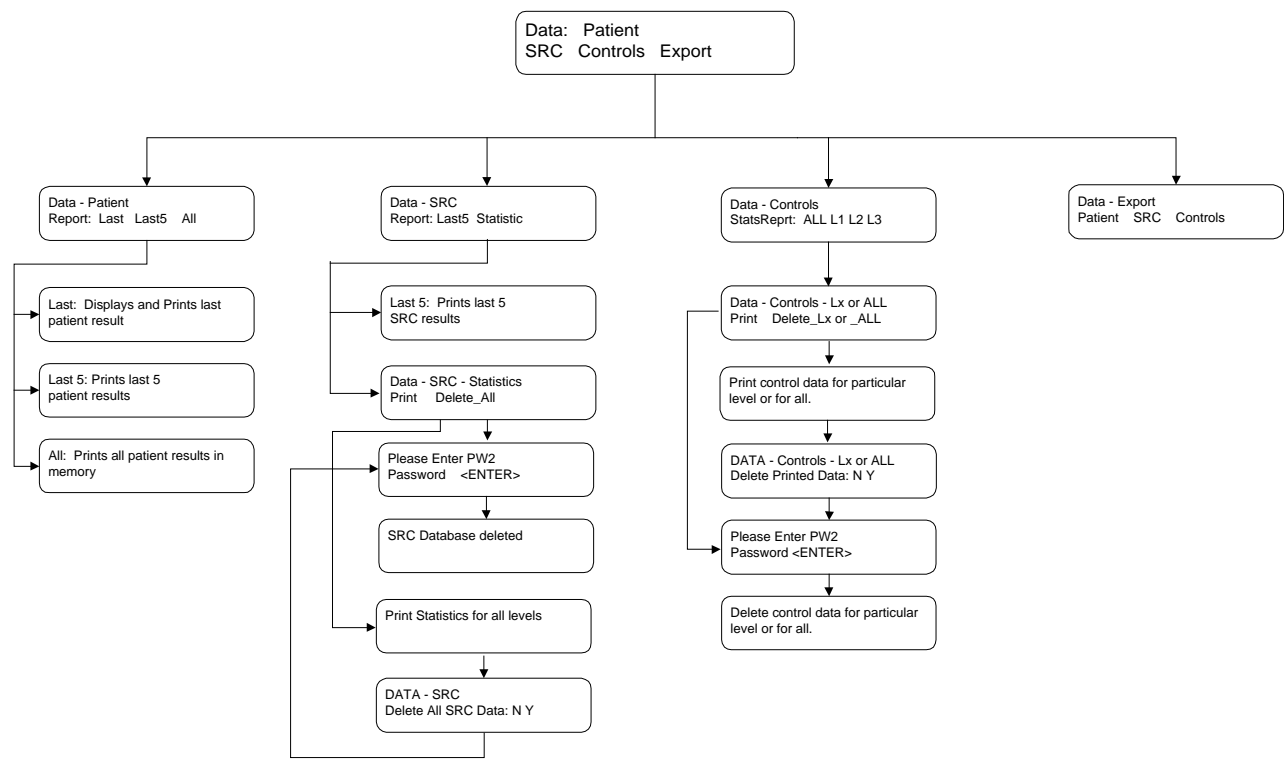 Data: Patient
SRC Controls Export
Data - Patient
Report: Last Last5 All
Last: Displays and Prints last
patient result
Last 5: Prints last 5
patient results
All: Prints all patient results in
memory
Data - SRC
Report: Last5 Statistic
Last 5: Prints last 5
SRC results
Data - SRC - Statistics
Print Delete_All
Please Enter PW2
Password <ENTER>
SRC Database deleted
Print Statistics for all levels
DATA - SRC
Delete All SRC Data: N Y
Data - Controls
StatsReprt: ALL L1 L2 L3
Data - Controls - Lx or ALL
Print Delete_Lx or _ALL
Print control data for particular
level or for all.
DATA - Controls - Lx or ALL
Delete Printed Data: N Y
Please Enter PW2
Password <ENTER>
Delete control data for particular
level or for all.
Data - Export
Patient SRC Controls